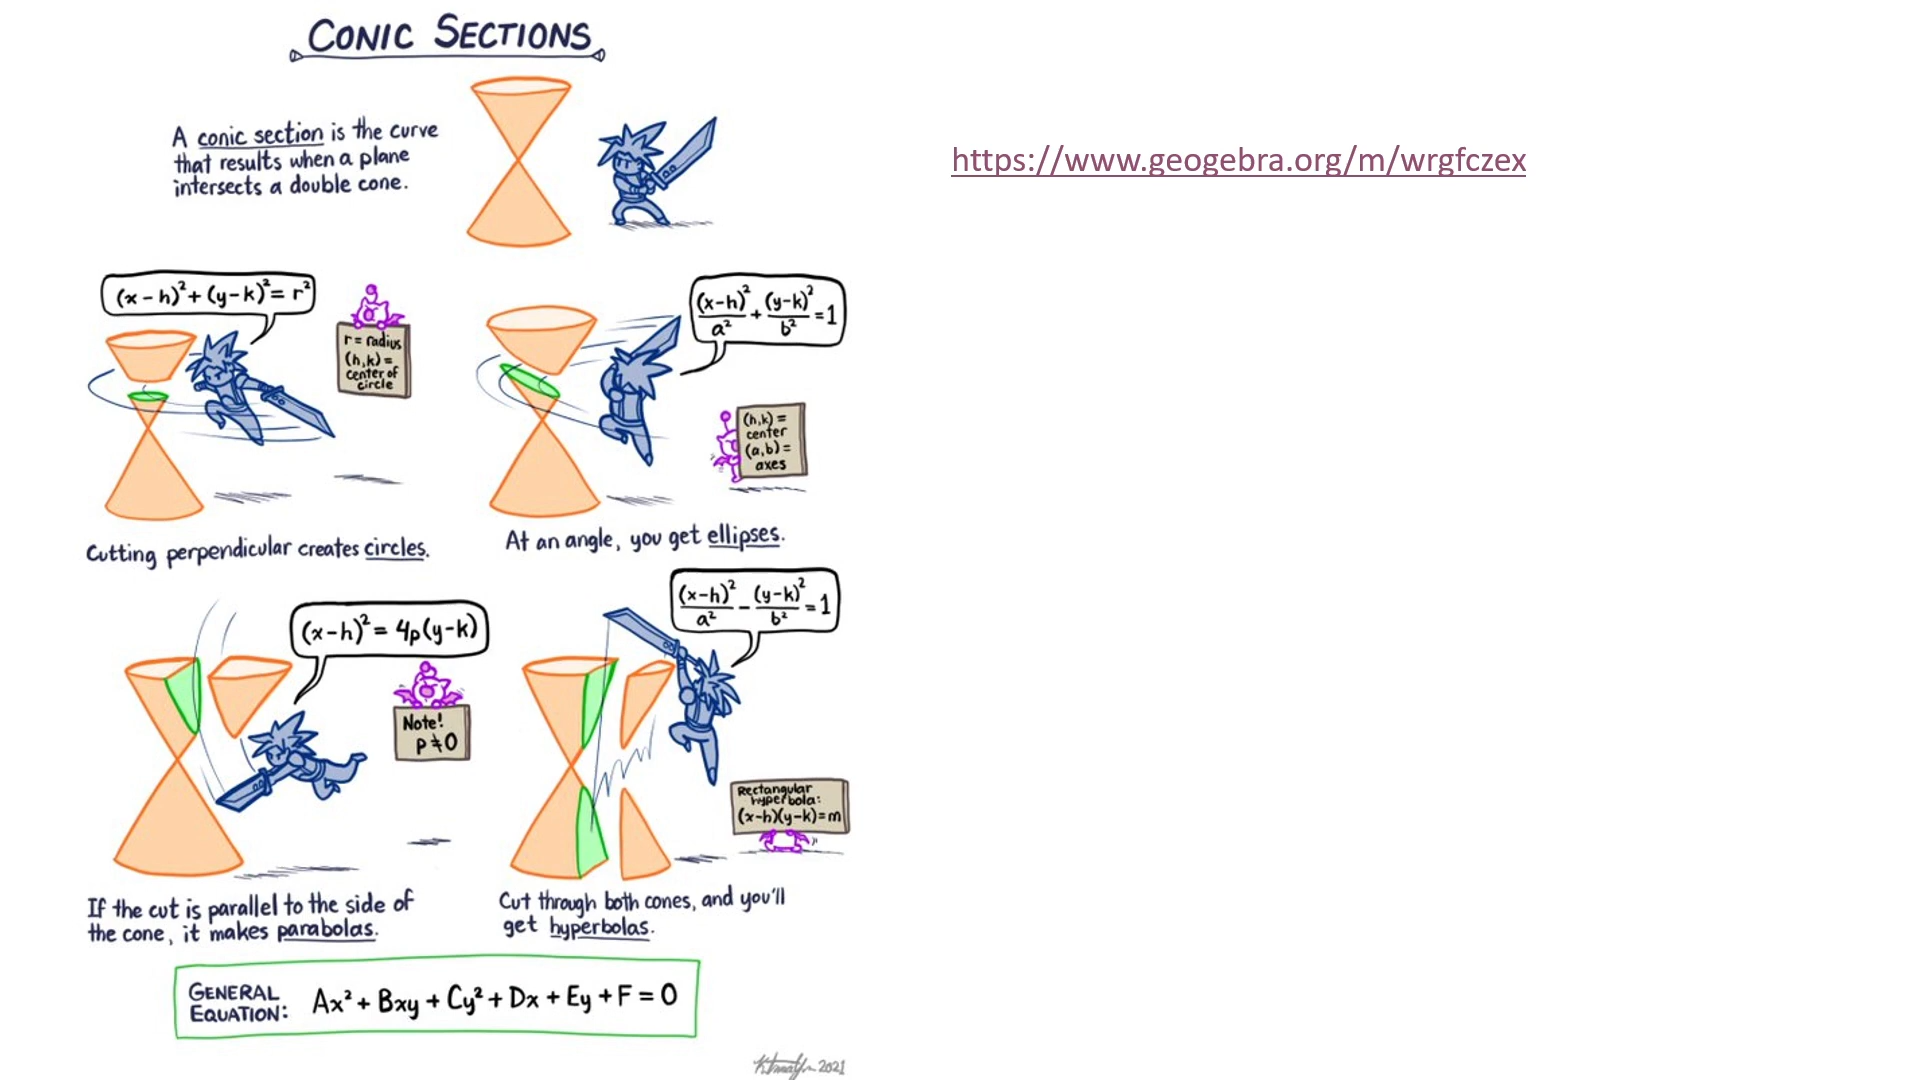 CONIC SECTIONS
A conic section is the curve
that results when a plane
intersects a double cone.
https://www.geogebra.org/m/wrgfczex
(x-h)²+(y-k)²=r²
r = radius
(h,k) =
center of
circle
(x-h)²/a² + (y-k)²/b² = 1
(h,k) =
center
(a,b) =
axes
Cutting perpendicular creates circles.
At an angle, you get ellipses.
(x-h)² = 4p(y-k)
Note!
p≠0
(x-h)²/a² - (y-k)²/b² = 1
Rectangular
hyperbola:
(x-h)(y-k)=m
If the cut is parallel to the side of
the cone, it makes parabolas.
Cut through both cones, and you'll
get hyperbolas.
GENERAL
EQUATION:
Ax² + Bxy + Cy² + Dx + Ey + F = 0
2021